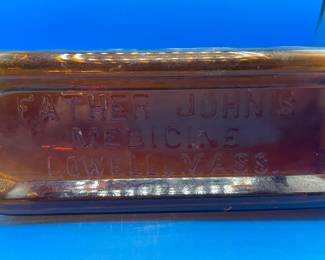 FATHER JOHN'S
MEDICINE
LOWELL, MASS.